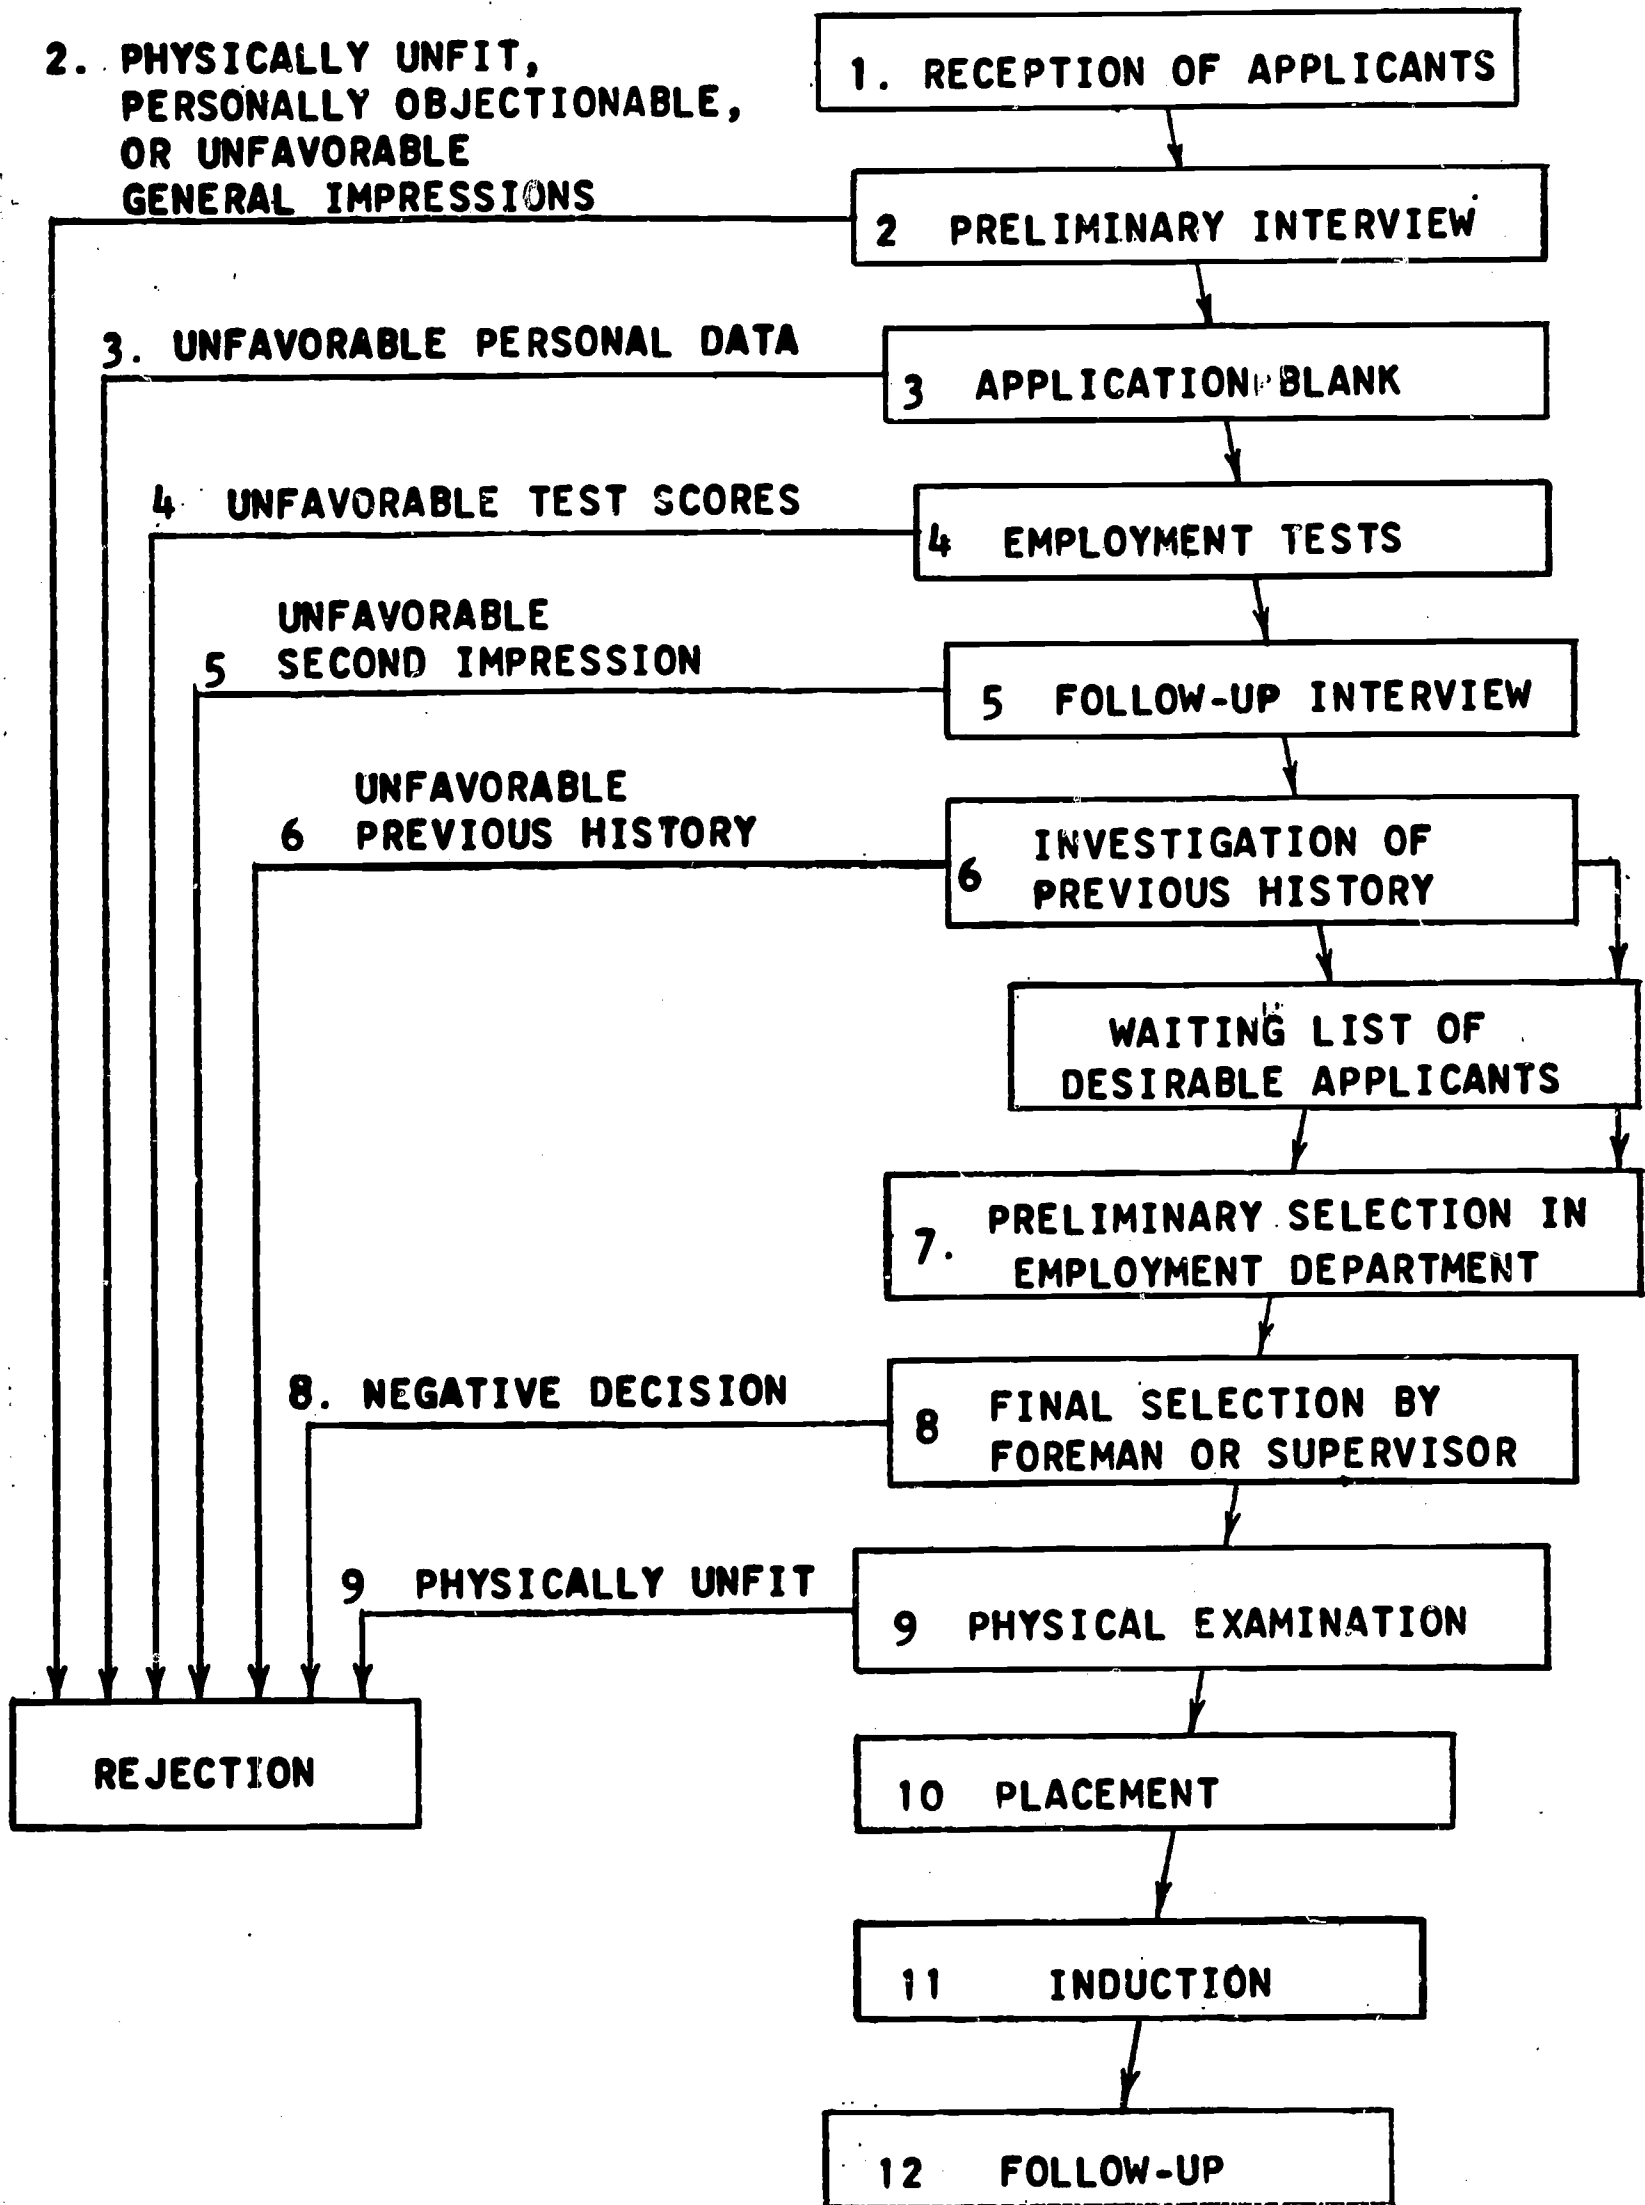 2. PHYSICALLY UNFIT,
PERSONALLY OBJECTIONABLE,
OR UNFAVORABLE
GENERAL IMPRESSIONS
1. RECEPTION OF APPLICANTS
2 PRELIMINARY INTERVIEW
3. UNFAVORABLE PERSONAL DATA
3 APPLICATION BLANK
4 UNFAVORABLE TEST SCORES
4 EMPLOYMENT TESTS
UNFAVORABLE
5 SECOND IMPRESSION
5 FOLLOW-UP INTERVIEW
UNFAVORABLE
6 PREVIOUS HISTORY
6 INVESTIGATION OF
PREVIOUS HISTORY
WAITING LIST OF
DESIRABLE APPLICANTS
7. PRELIMINARY SELECTION IN
EMPLOYMENT DEPARTMENT
8. NEGATIVE DECISION
8 FINAL SELECTION BY
FOREMAN OR SUPERVISOR
9 PHYSICALLY UNFIT
9 PHYSICAL EXAMINATION
REJECTION
10 PLACEMENT
11 INDUCTION
12 FOLLOW-UP